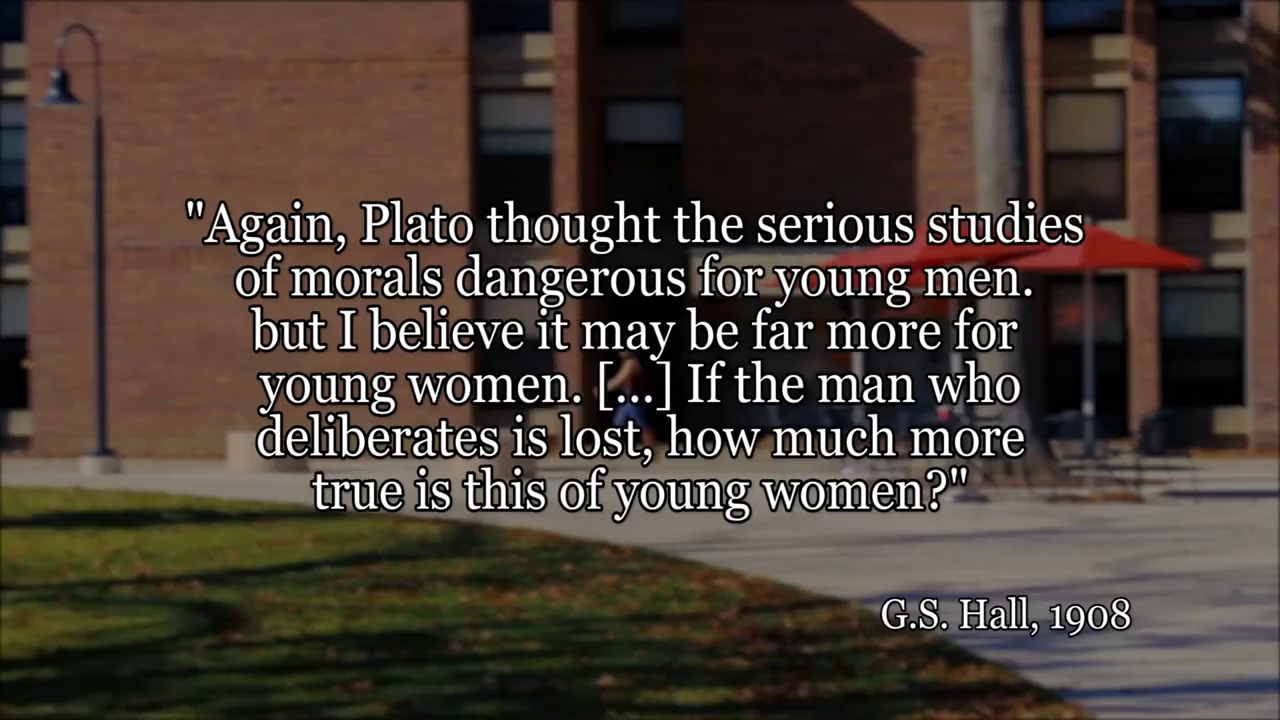 "Again, Plato thought the serious studies
of morals dangerous for young men.
but I believe it may be far more for
young women. [...] If the man who
deliberates is lost, how much more
true is this of young women?"
G.S. Hall, 1908